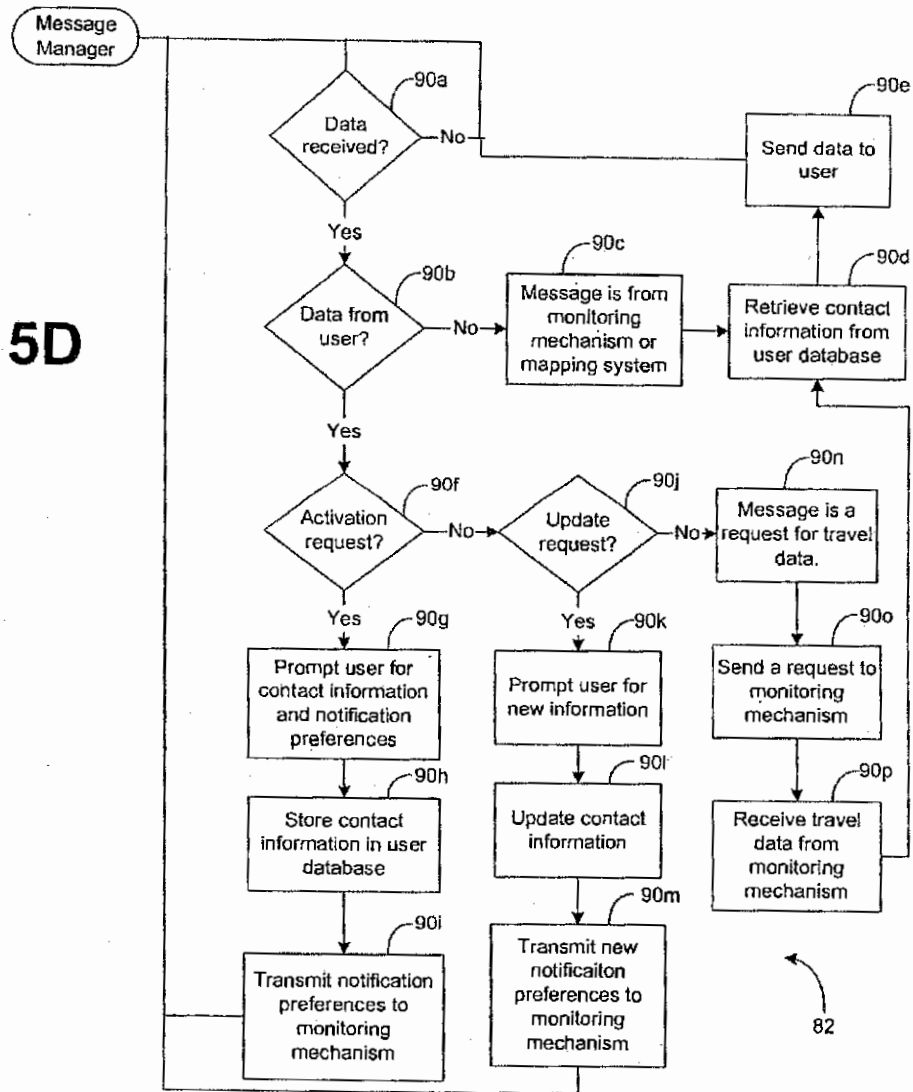 Message
Manager
90a
Data
received?
No
90e
Send data to
user
Yes
90b
Data from
user?
No
90c
Message is from
monitoring
mechanism or
mapping system
90d
Retrieve contact
information from
user database
5D
Yes
90f
Activation
request?
No
90j
Update
request?
No
90n
Message is a
request for travel
data.
Yes
90g
Prompt user for
contact information
and notification
preferences
Yes
90k
Prompt user for
new information
90o
Send a request to
monitoring
mechanism
90h
Store contact
information in user
database
90l
Update contact
information
90p
Receive travel
data from
monitoring
mechanism
90i
Transmit notification
preferences to
monitoring
mechanism
90m
Transmit new
notificaiton
preferences to
monitoring
mechanism
82